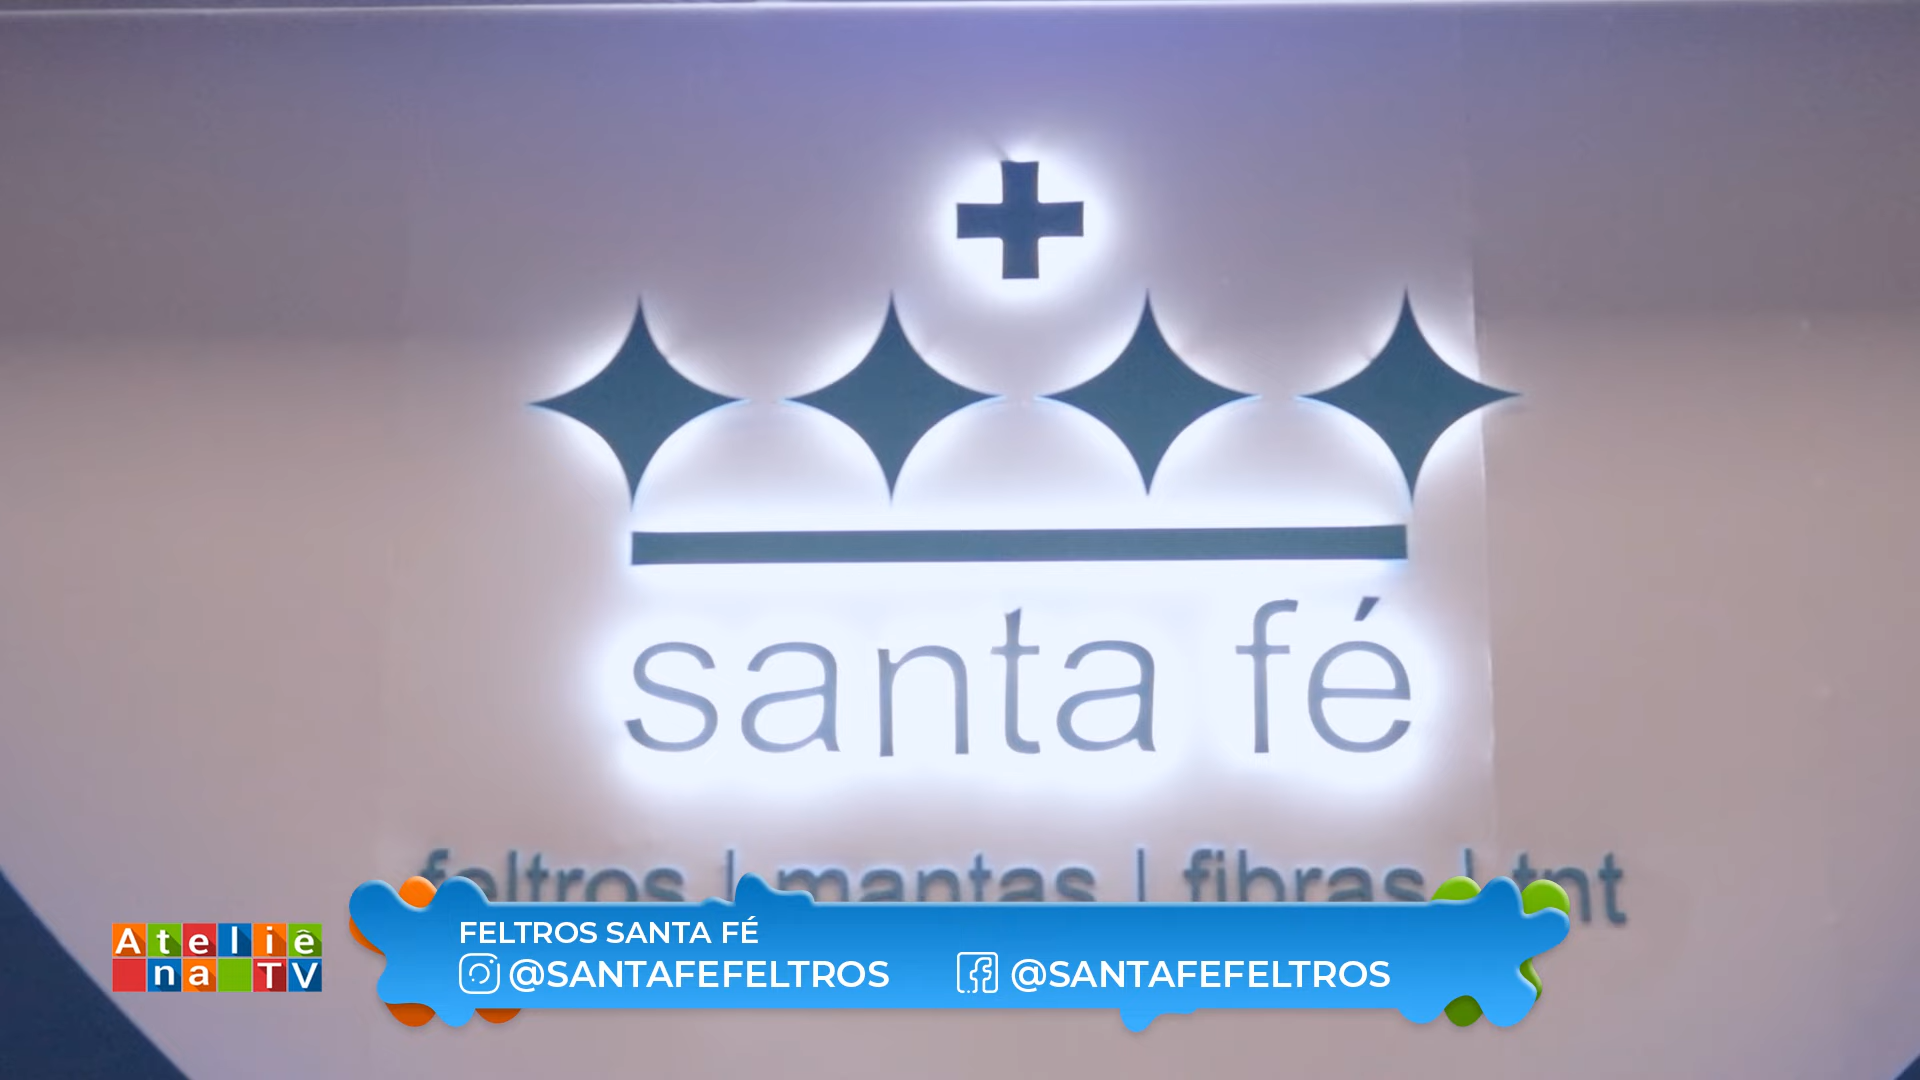 santa fé
feltros | mantas | fibras | tnt
FELTROS SANTA FÉ
@SANTAFEFELTROS @SANTAFEFELTROS
Ateliê
na TV